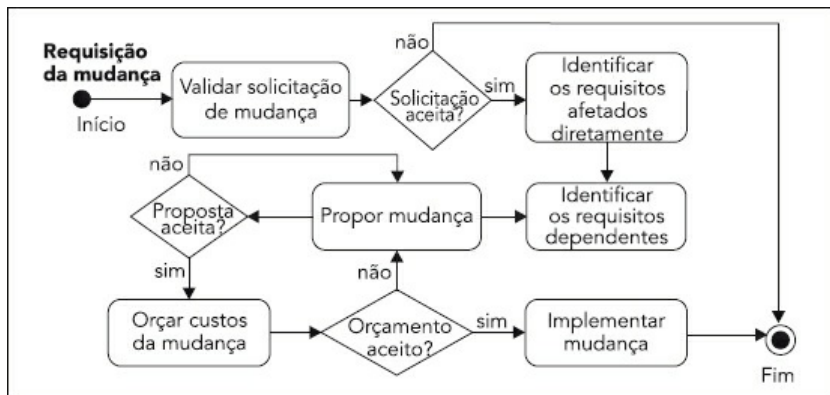 Requisição
da mudança
Início
Validar solicitação
de mudança
não
Solicitação
aceita?
sim
Identificar
os requisitos
afetados
diretamente
não
Proposta
aceita?
sim
Propor mudança
não
Identificar
os requisitos
dependentes
Orçar custos
da mudança
Orçamento
aceito?
sim
Implementar
mudança
Fim